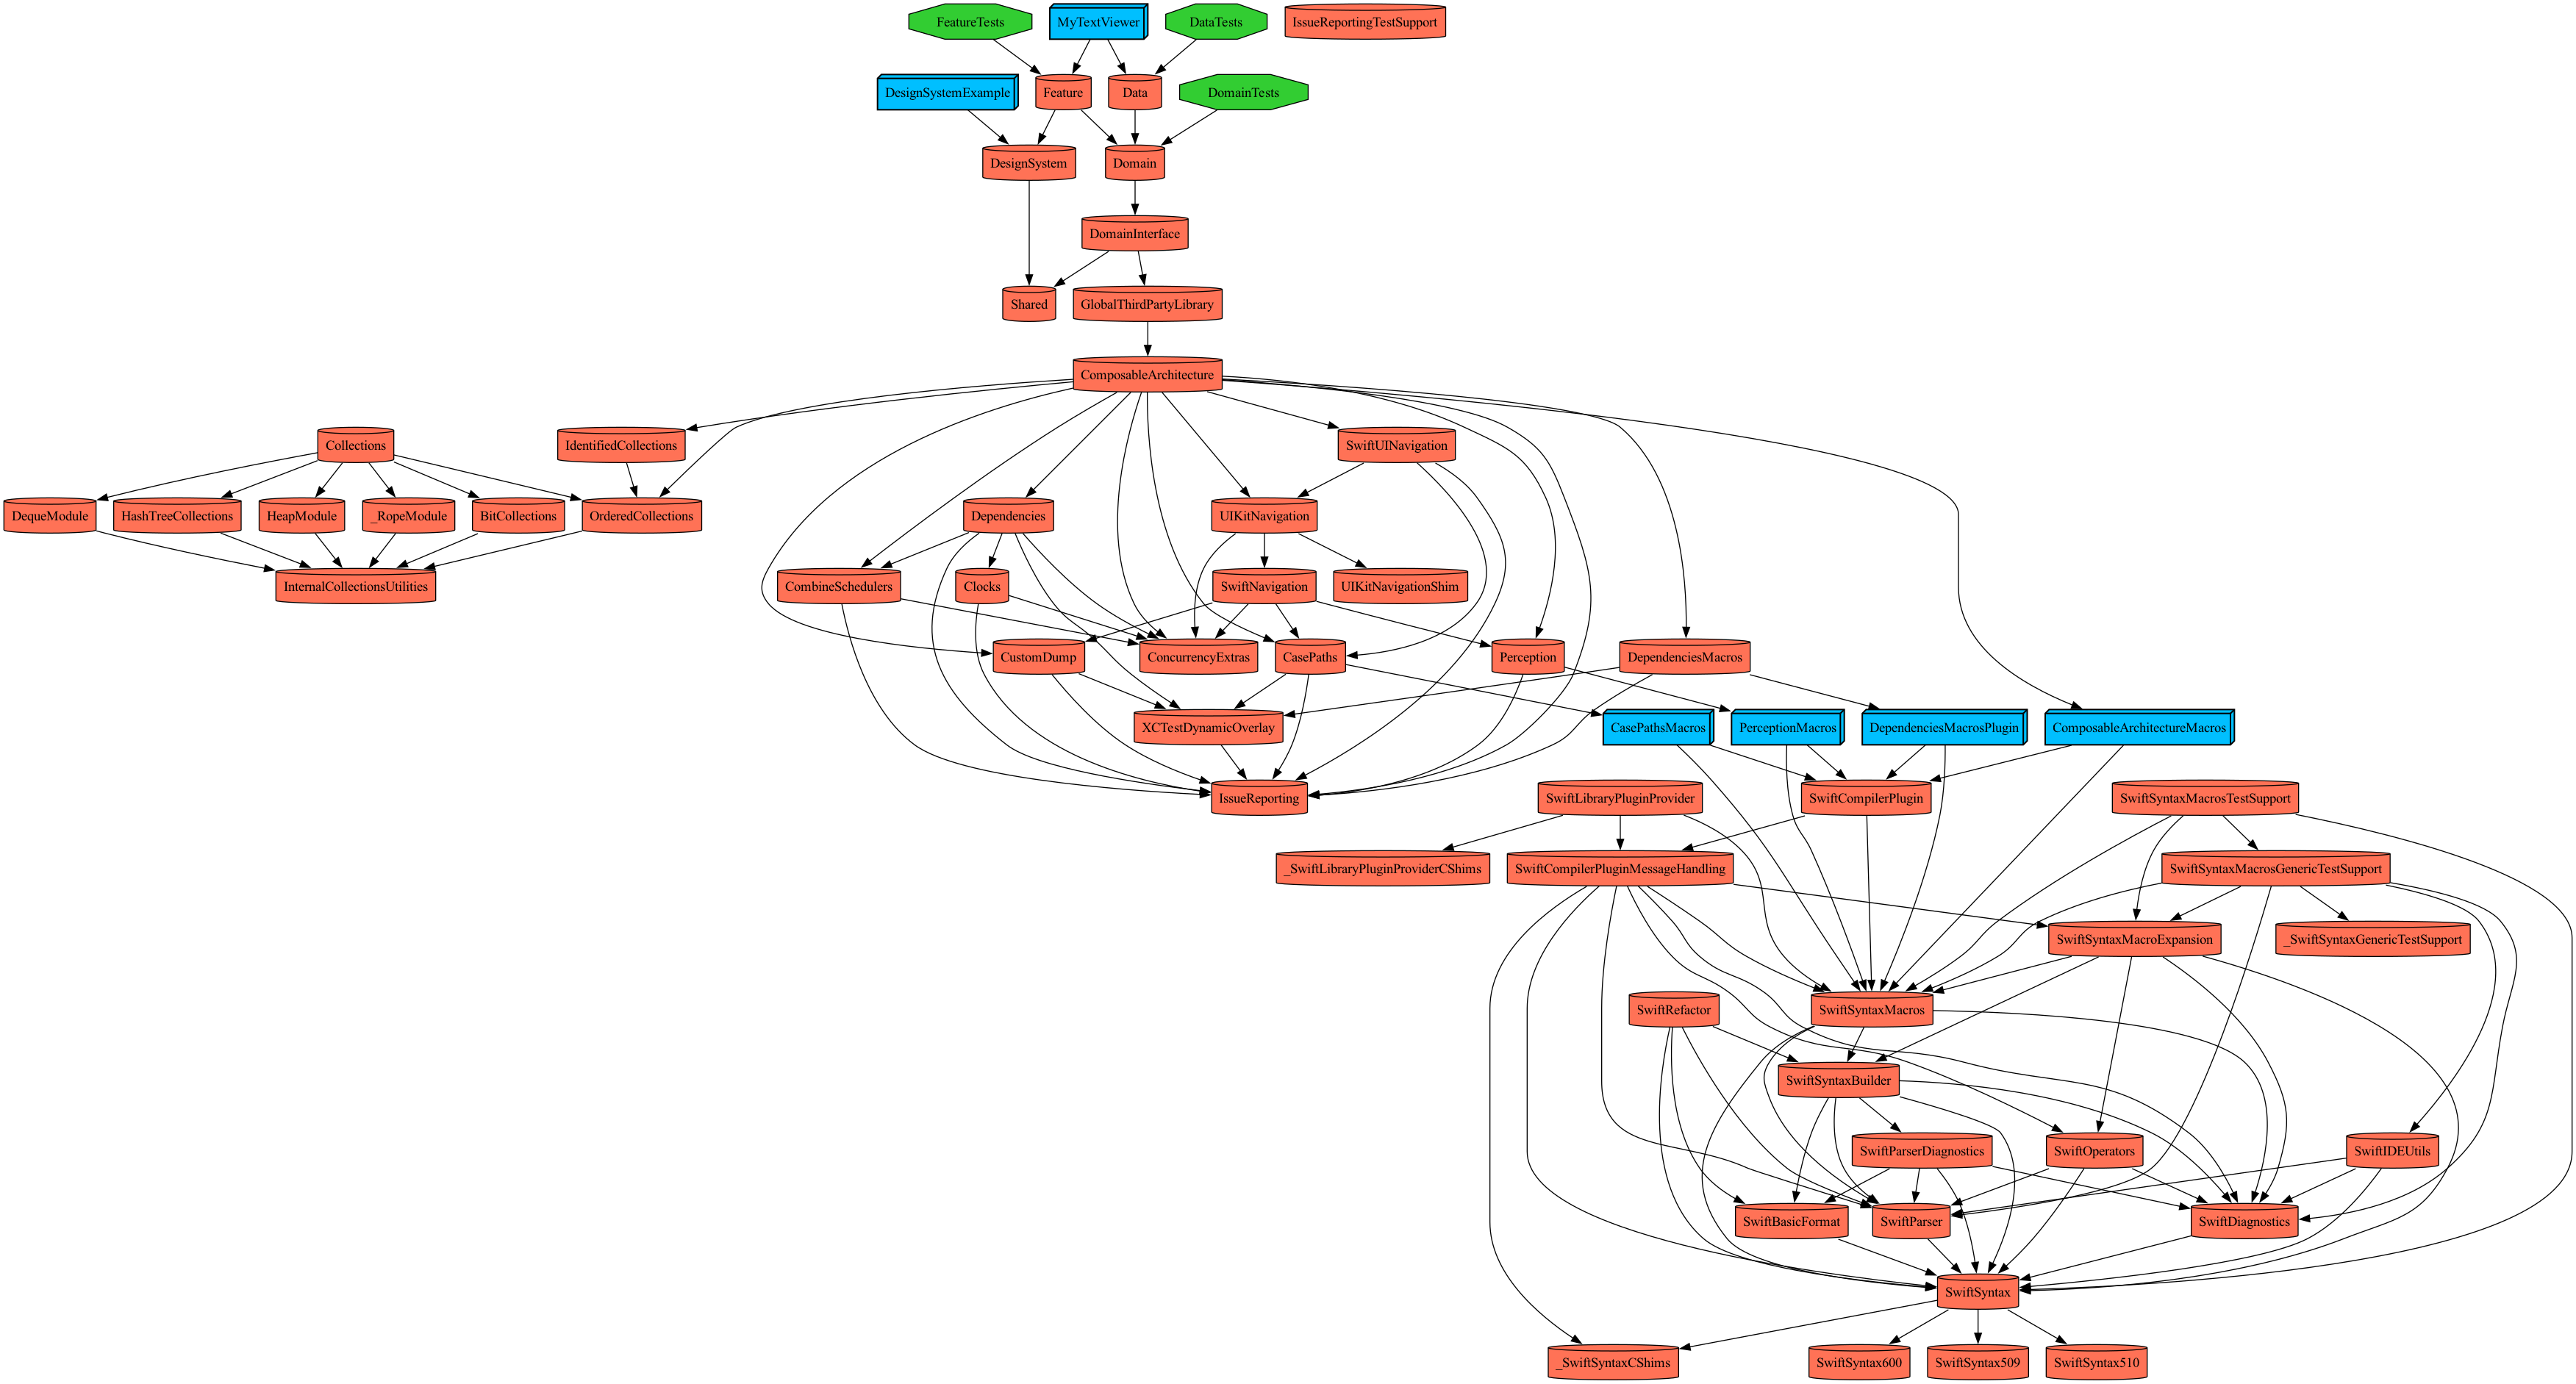 FeatureTests
MyTextViewer
DataTests
IssueReportingTestSupport
DesignSystemExample
Feature
Data
DomainTests
DesignSystem
Domain
DomainInterface
Shared
GlobalThirdPartyLibrary
ComposableArchitecture
Collections
IdentifiedCollections
SwiftUINavigation
DequeModule
HashTreeCollections
HeapModule
_RopeModule
BitCollections
OrderedCollections
Dependencies
UIKitNavigation
InternalCollectionsUtilities
CombineSchedulers
Clocks
SwiftNavigation
UIKitNavigationShim
CustomDump
ConcurrencyExtras
CasePaths
Perception
DependenciesMacros
XCTestDynamicOverlay
CasePathsMacros
PerceptionMacros
DependenciesMacrosPlugin
ComposableArchitectureMacros
IssueReporting
SwiftLibraryPluginProvider
SwiftCompilerPlugin
SwiftSyntaxMacrosTestSupport
_SwiftLibraryPluginProviderCShims
SwiftCompilerPluginMessageHandling
SwiftSyntaxMacrosGenericTestSupport
SwiftSyntaxMacroExpansion
_SwiftSyntaxGenericTestSupport
SwiftRefactor
SwiftSyntaxMacros
SwiftSyntaxBuilder
SwiftParserDiagnostics
SwiftOperators
SwiftIDEUtils
SwiftBasicFormat
SwiftParser
SwiftDiagnostics
SwiftSyntax
_SwiftSyntaxCShims
SwiftSyntax600
SwiftSyntax509
SwiftSyntax510